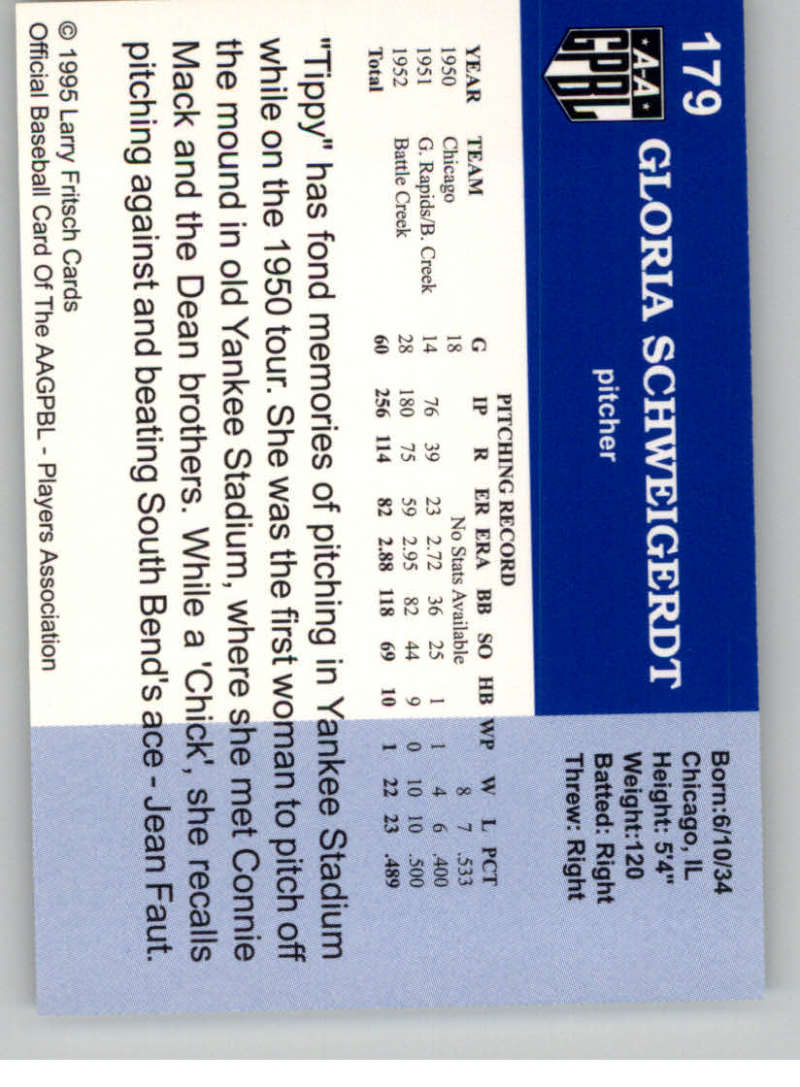 179
GLORIA SCHWEIGERDT
pitcher
A-A
GPBL
Born:6/10/34
Chicago, IL
Height: 5'4"
Weight:120
Batted: Right
Threw: Right
PITCHING RECORD
YEAR TEAM G IP R ER ERA BB SO HB WP W L PCT
1950 Chicago 18 No Stats Available 8 7 .533
1951 G. Rapids/B. Creek 14 76 39 23 2.72 36 25 1 1 4 6 .400
1952 Battle Creek 28 180 75 59 2.95 82 44 9 0 10 10 .500
Total 60 256 114 82 2.88 118 69 10 1 22 23 .489
"Tippy" has fond memories of pitching in Yankee Stadium
while on the 1950 tour. She was the first woman to pitch off
the mound in old Yankee Stadium, where she met Connie
Mack and the Dean brothers. While a 'Chick', she recalls
pitching against and beating South Bend's ace - Jean Faut.
© 1995 Larry Fritsch Cards
Official Baseball Card Of The AAGPBL - Players Association